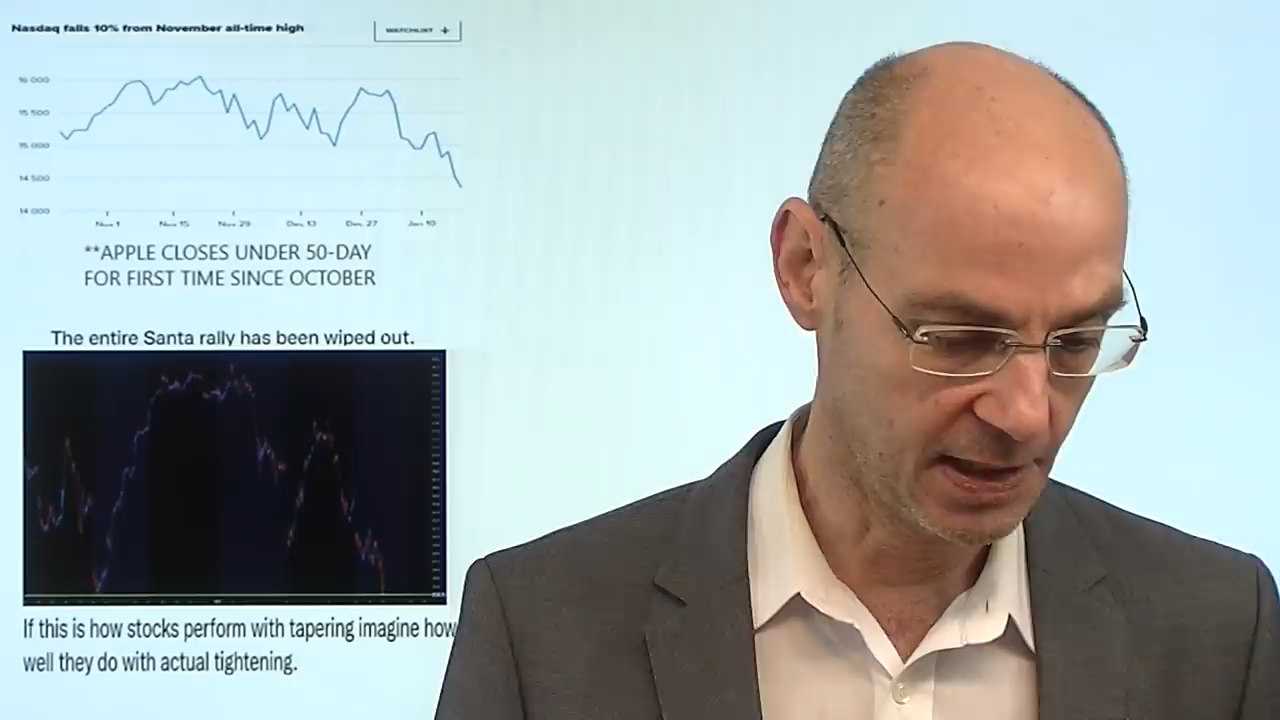 Nasdaq falls 10% from November all-time high
WATCHLIST +
16 000
15 500
15 000
14 500
14 000
Nov 1 Nov 15 Nov 29 Dec 13 Dec 27 Jan 10
**APPLE CLOSES UNDER 50-DAY
FOR FIRST TIME SINCE OCTOBER
The entire Santa rally has been wiped out.
If this is how stocks perform with tapering imagine how
well they do with actual tightening.